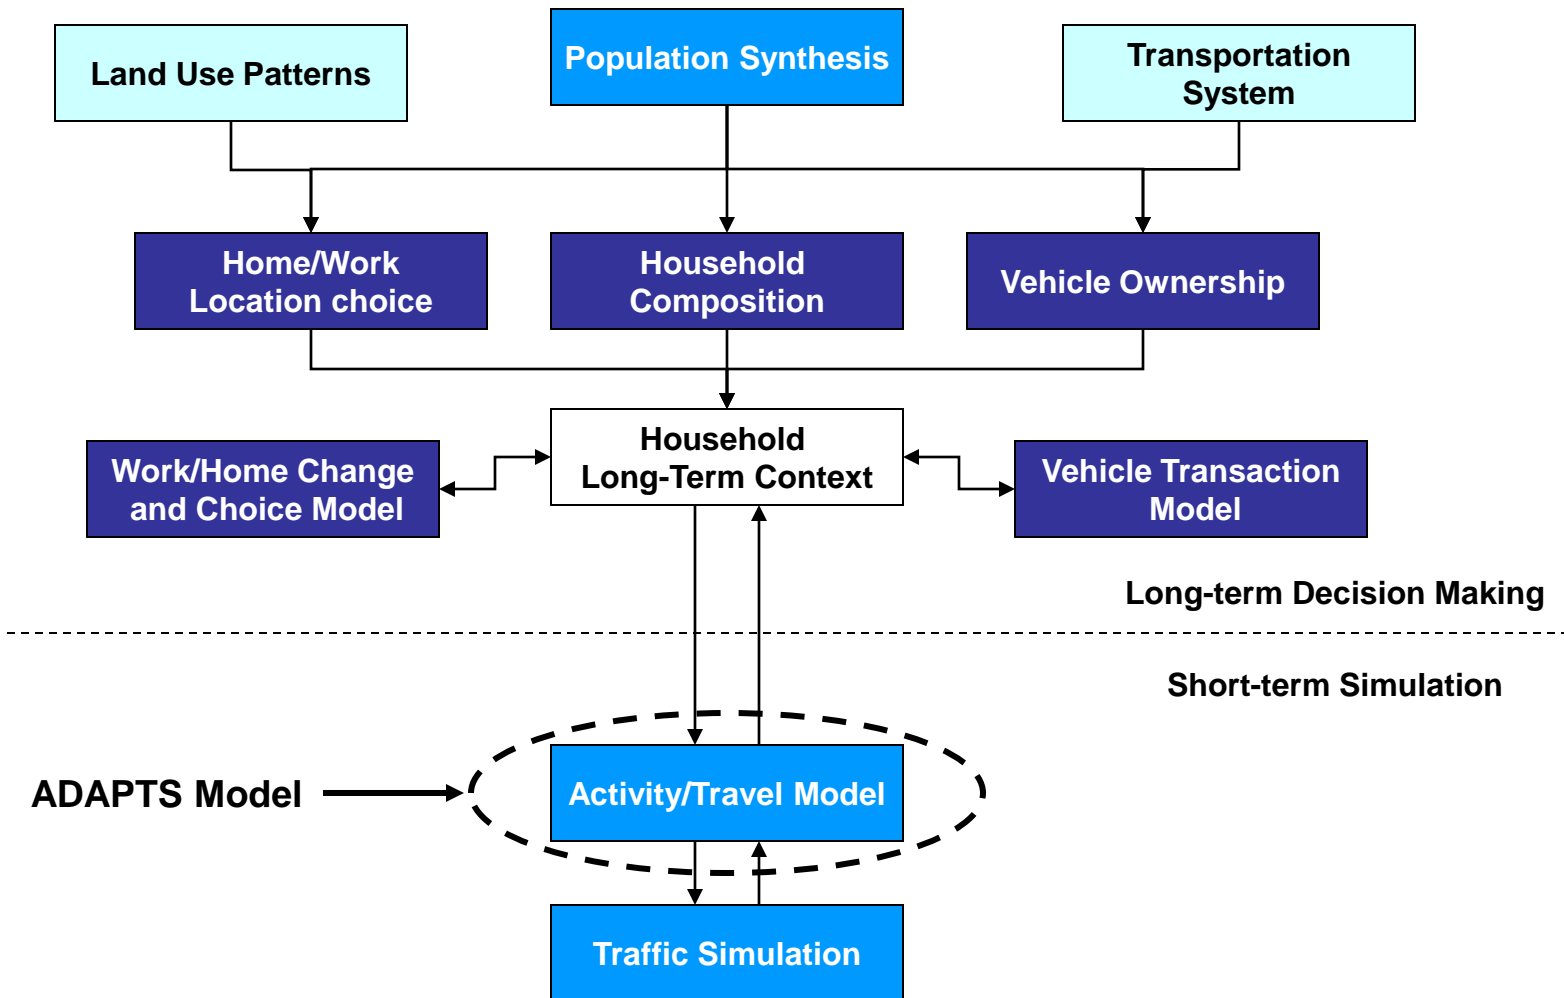 Land Use Patterns
Population Synthesis
Transportation
System
Home/Work
Location choice
Household
Composition
Vehicle Ownership
Household
Long-Term Context
Work/Home Change
and Choice Model
Vehicle Transaction
Model
Long-term Decision Making
Short-term Simulation
ADAPTS Model
Activity/Travel Model
Traffic Simulation